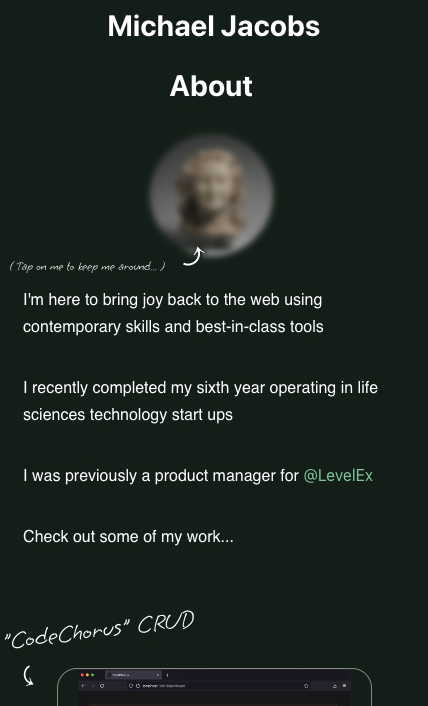 Michael Jacobs
About
( Tap on me to keep me around... )
I'm here to bring joy back to the web using
contemporary skills and best-in-class tools
I recently completed my sixth year operating in life
sciences technology start ups
I was previously a product manager for @LevelEx
Check out some of my work...
"CodeChorus" CRUD